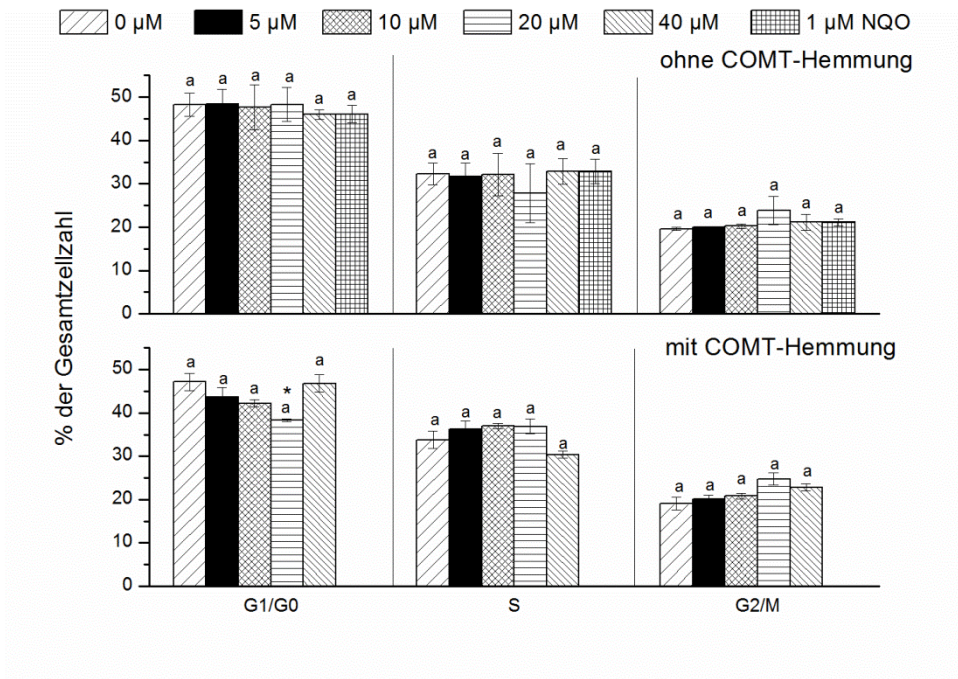 0 µM 5 µM 10 µM 20 µM 40 µM 1 µM NQO
ohne COMT-Hemmung
50
40
30
20
10
0
a a a a a a
a a a a a a
a a a a a a
mit COMT-Hemmung
50
40
30
20
10
0
a a a * a a
a a a a a
a a a a a
% der Gesamtzellzahl
G1/G0 S G2/M